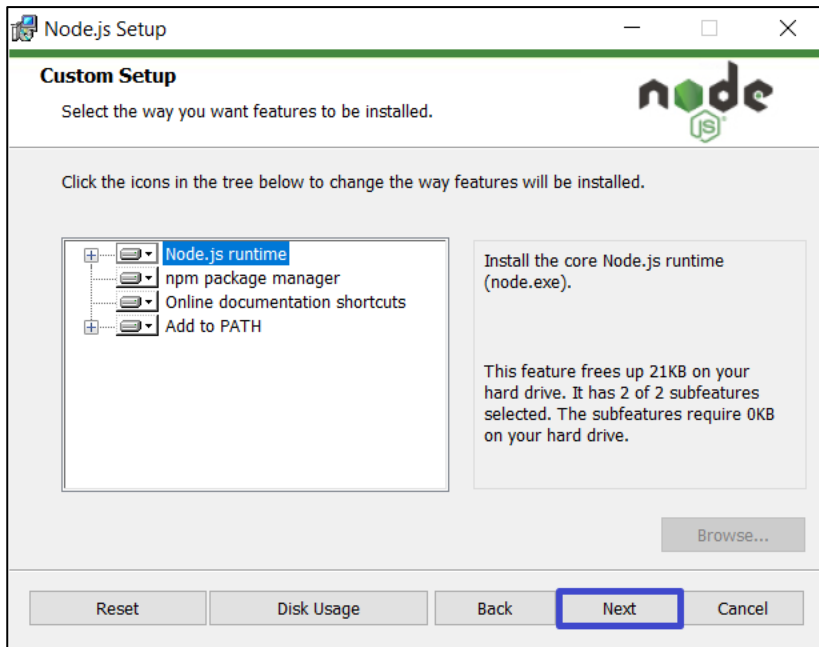 Node.js Setup
Custom Setup
Select the way you want features to be installed.
node
JS
Click the icons in the tree below to change the way features will be installed.
Node.js runtime
npm package manager
Online documentation shortcuts
Add to PATH
Install the core Node.js runtime
(node.exe).
This feature frees up 21KB on your
hard drive. It has 2 of 2 subfeatures
selected. The subfeatures require 0KB
on your hard drive.
Browse...
Reset Disk Usage Back Next Cancel